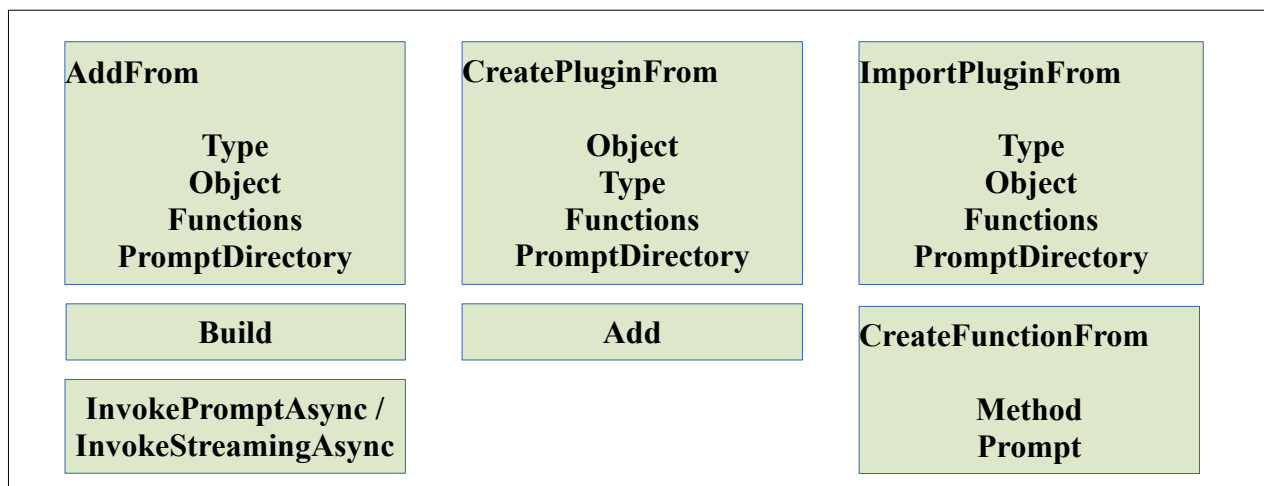 AddFrom
Type
Object
Functions
PromptDirectory
Build
InvokePromptAsync /
InvokeStreamingAsync
CreatePluginFrom
Object
Type
Functions
PromptDirectory
Add
ImportPluginFrom
Type
Object
Functions
PromptDirectory
CreateFunctionFrom
Method
Prompt